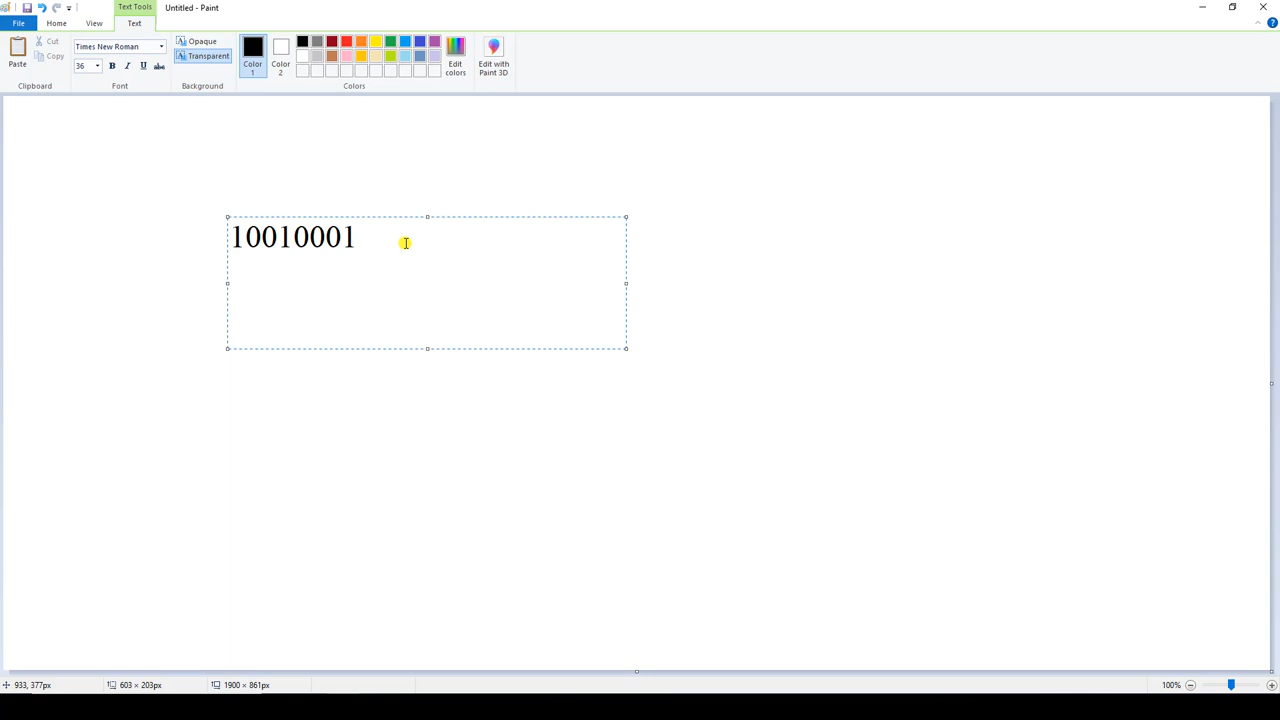 Text Tools
Untitled - Paint
File
Home
View
Text
Paste
Cut
Copy
Clipboard
Times New Roman
36
B I U abc
Font
Opaque
Transparent
Background
Color 1
Color 2
Colors
Edit colors
Edit with Paint 3D
10010001
933, 377px
603 × 203px
1900 × 861px
100%